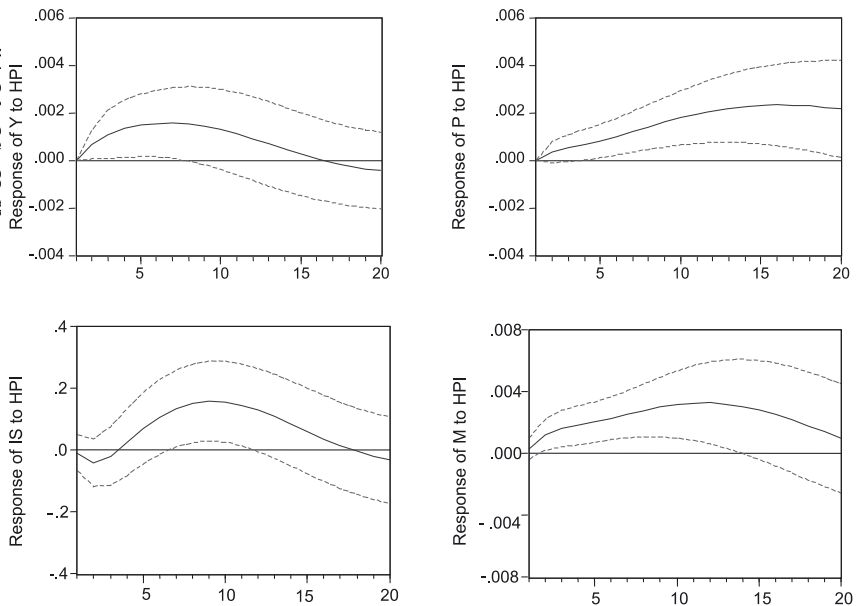 .006
.004
.002
.000
-.002
-.004
Response of Y to HPI
5 10 15 20
.006
.004
.002
.000
-.002
-.004
Response of P to HPI
5 10 15 20
.4
.2
.0
-.2
-.4
Response of IS to HPI
5 10 15 20
.008
.004
.000
-.004
-.008
Response of M to HPI
5 10 15 20